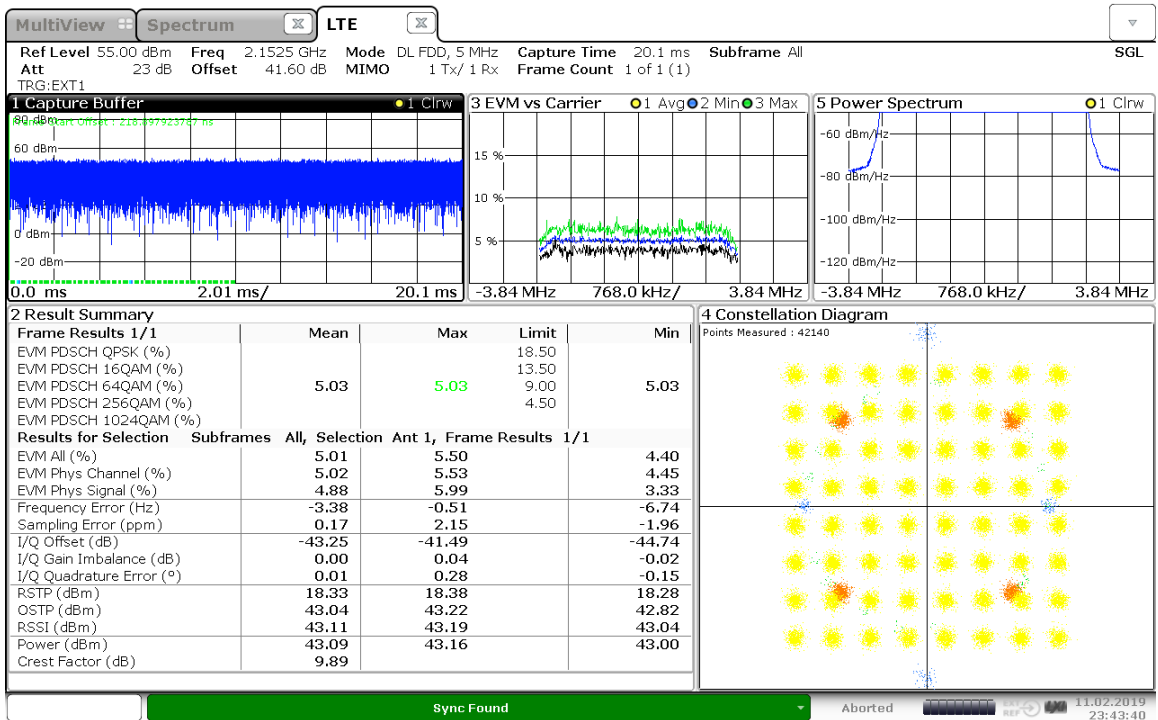 MultiView Spectrum LTE
Ref Level 55.00 dBm Freq 2.1525 GHz Mode DL FDD, 5 MHz Capture Time 20.1 ms Subframe All SGL
Att 23 dB Offset 41.60 dB MIMO 1 Tx/ 1 Rx Frame Count 1 of 1 (1)
TRG:EXT1
1 Capture Buffer 1 Clrw
80 dBm
Frame Start Offset : 218.897923767 ns
60 dBm
0 dBm
-20 dBm
0.0 ms 2.01 ms/ 20.1 ms
3 EVM vs Carrier 1 Avg 2 Min 3 Max
15 %
10 %
5 %
-3.84 MHz 768.0 kHz/ 3.84 MHz
5 Power Spectrum 1 Clrw
-60 dBm/Hz
-80 dBm/Hz
-100 dBm/Hz
-120 dBm/Hz
-3.84 MHz 768.0 kHz/ 3.84 MHz
2 Result Summary
Frame Results 1/1 Mean Max Limit Min
EVM PDSCH QPSK (%) 18.50
EVM PDSCH 16QAM (%) 13.50
EVM PDSCH 64QAM (%) 5.03 5.03 9.00 5.03
EVM PDSCH 256QAM (%) 4.50
EVM PDSCH 1024QAM (%)
Results for Selection Subframes All, Selection Ant 1, Frame Results 1/1
EVM All (%) 5.01 5.50 4.40
EVM Phys Channel (%) 5.02 5.53 4.45
EVM Phys Signal (%) 4.88 5.99 3.33
Frequency Error (Hz) -3.38 -0.51 -6.74
Sampling Error (ppm) 0.17 2.15 -1.96
I/Q Offset (dB) -43.25 -41.49 -44.74
I/Q Gain Imbalance (dB) 0.00 0.04 -0.02
I/Q Quadrature Error (°) 0.01 0.28 -0.15
RSTP (dBm) 18.33 18.38 18.28
OSTP (dBm) 43.04 43.22 42.82
RSSI (dBm) 43.11 43.19 43.04
Power (dBm) 43.09 43.16 43.00
Crest Factor (dB) 9.89
4 Constellation Diagram
Points Measured : 42140
Sync Found
Aborted
EXT
REF
11.02.2019
23:43:40